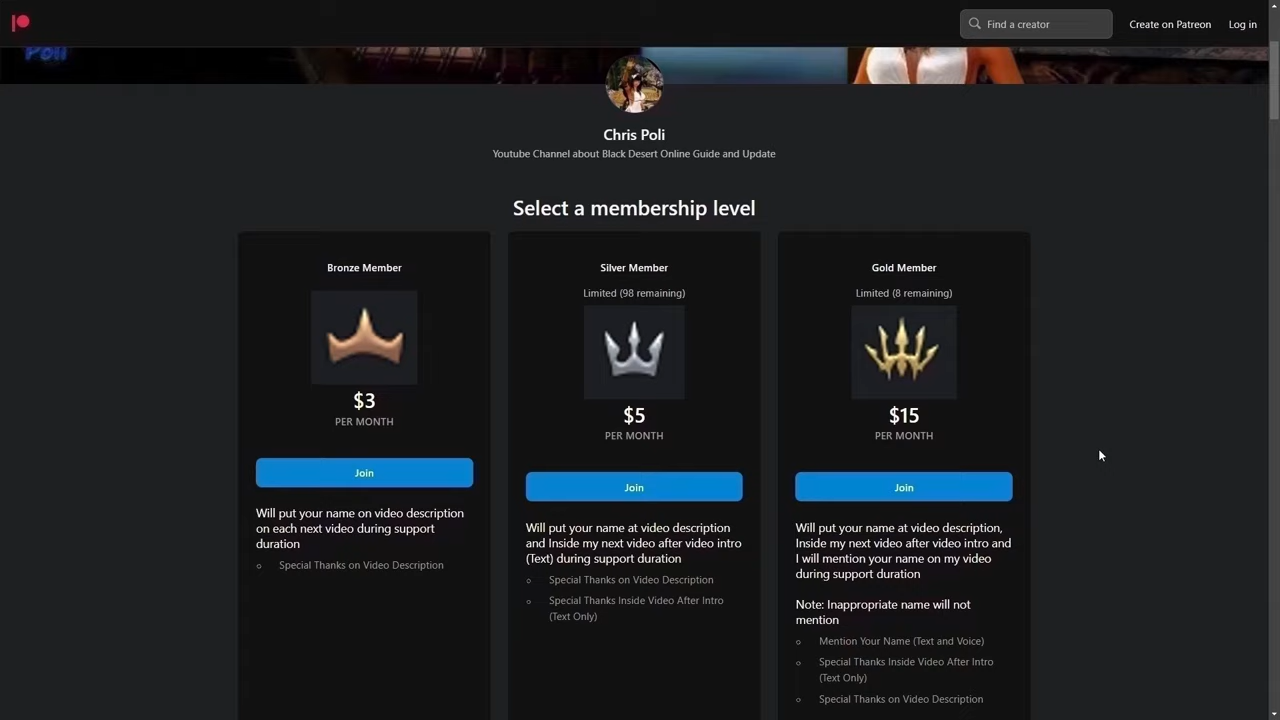 Find a creator
Create on Patreon
Log in
Poli
Chris Poli
Youtube Channel about Black Desert Online Guide and Update
Select a membership level
Bronze Member
$3
PER MONTH
Join
Will put your name on video description
on each next video during support
duration
Special Thanks on Video Description
Silver Member
Limited (98 remaining)
$5
PER MONTH
Join
Will put your name at video description
and Inside my next video after video intro
(Text) during support duration
Special Thanks on Video Description
Special Thanks Inside Video After Intro
(Text Only)
Gold Member
Limited (8 remaining)
$15
PER MONTH
Join
Will put your name at video description,
Inside my next video after video intro and
I will mention your name on my video
during support duration
Note: Inappropriate name will not
mention
Mention Your Name (Text and Voice)
Special Thanks Inside Video After Intro
(Text Only)
Special Thanks on Video Description